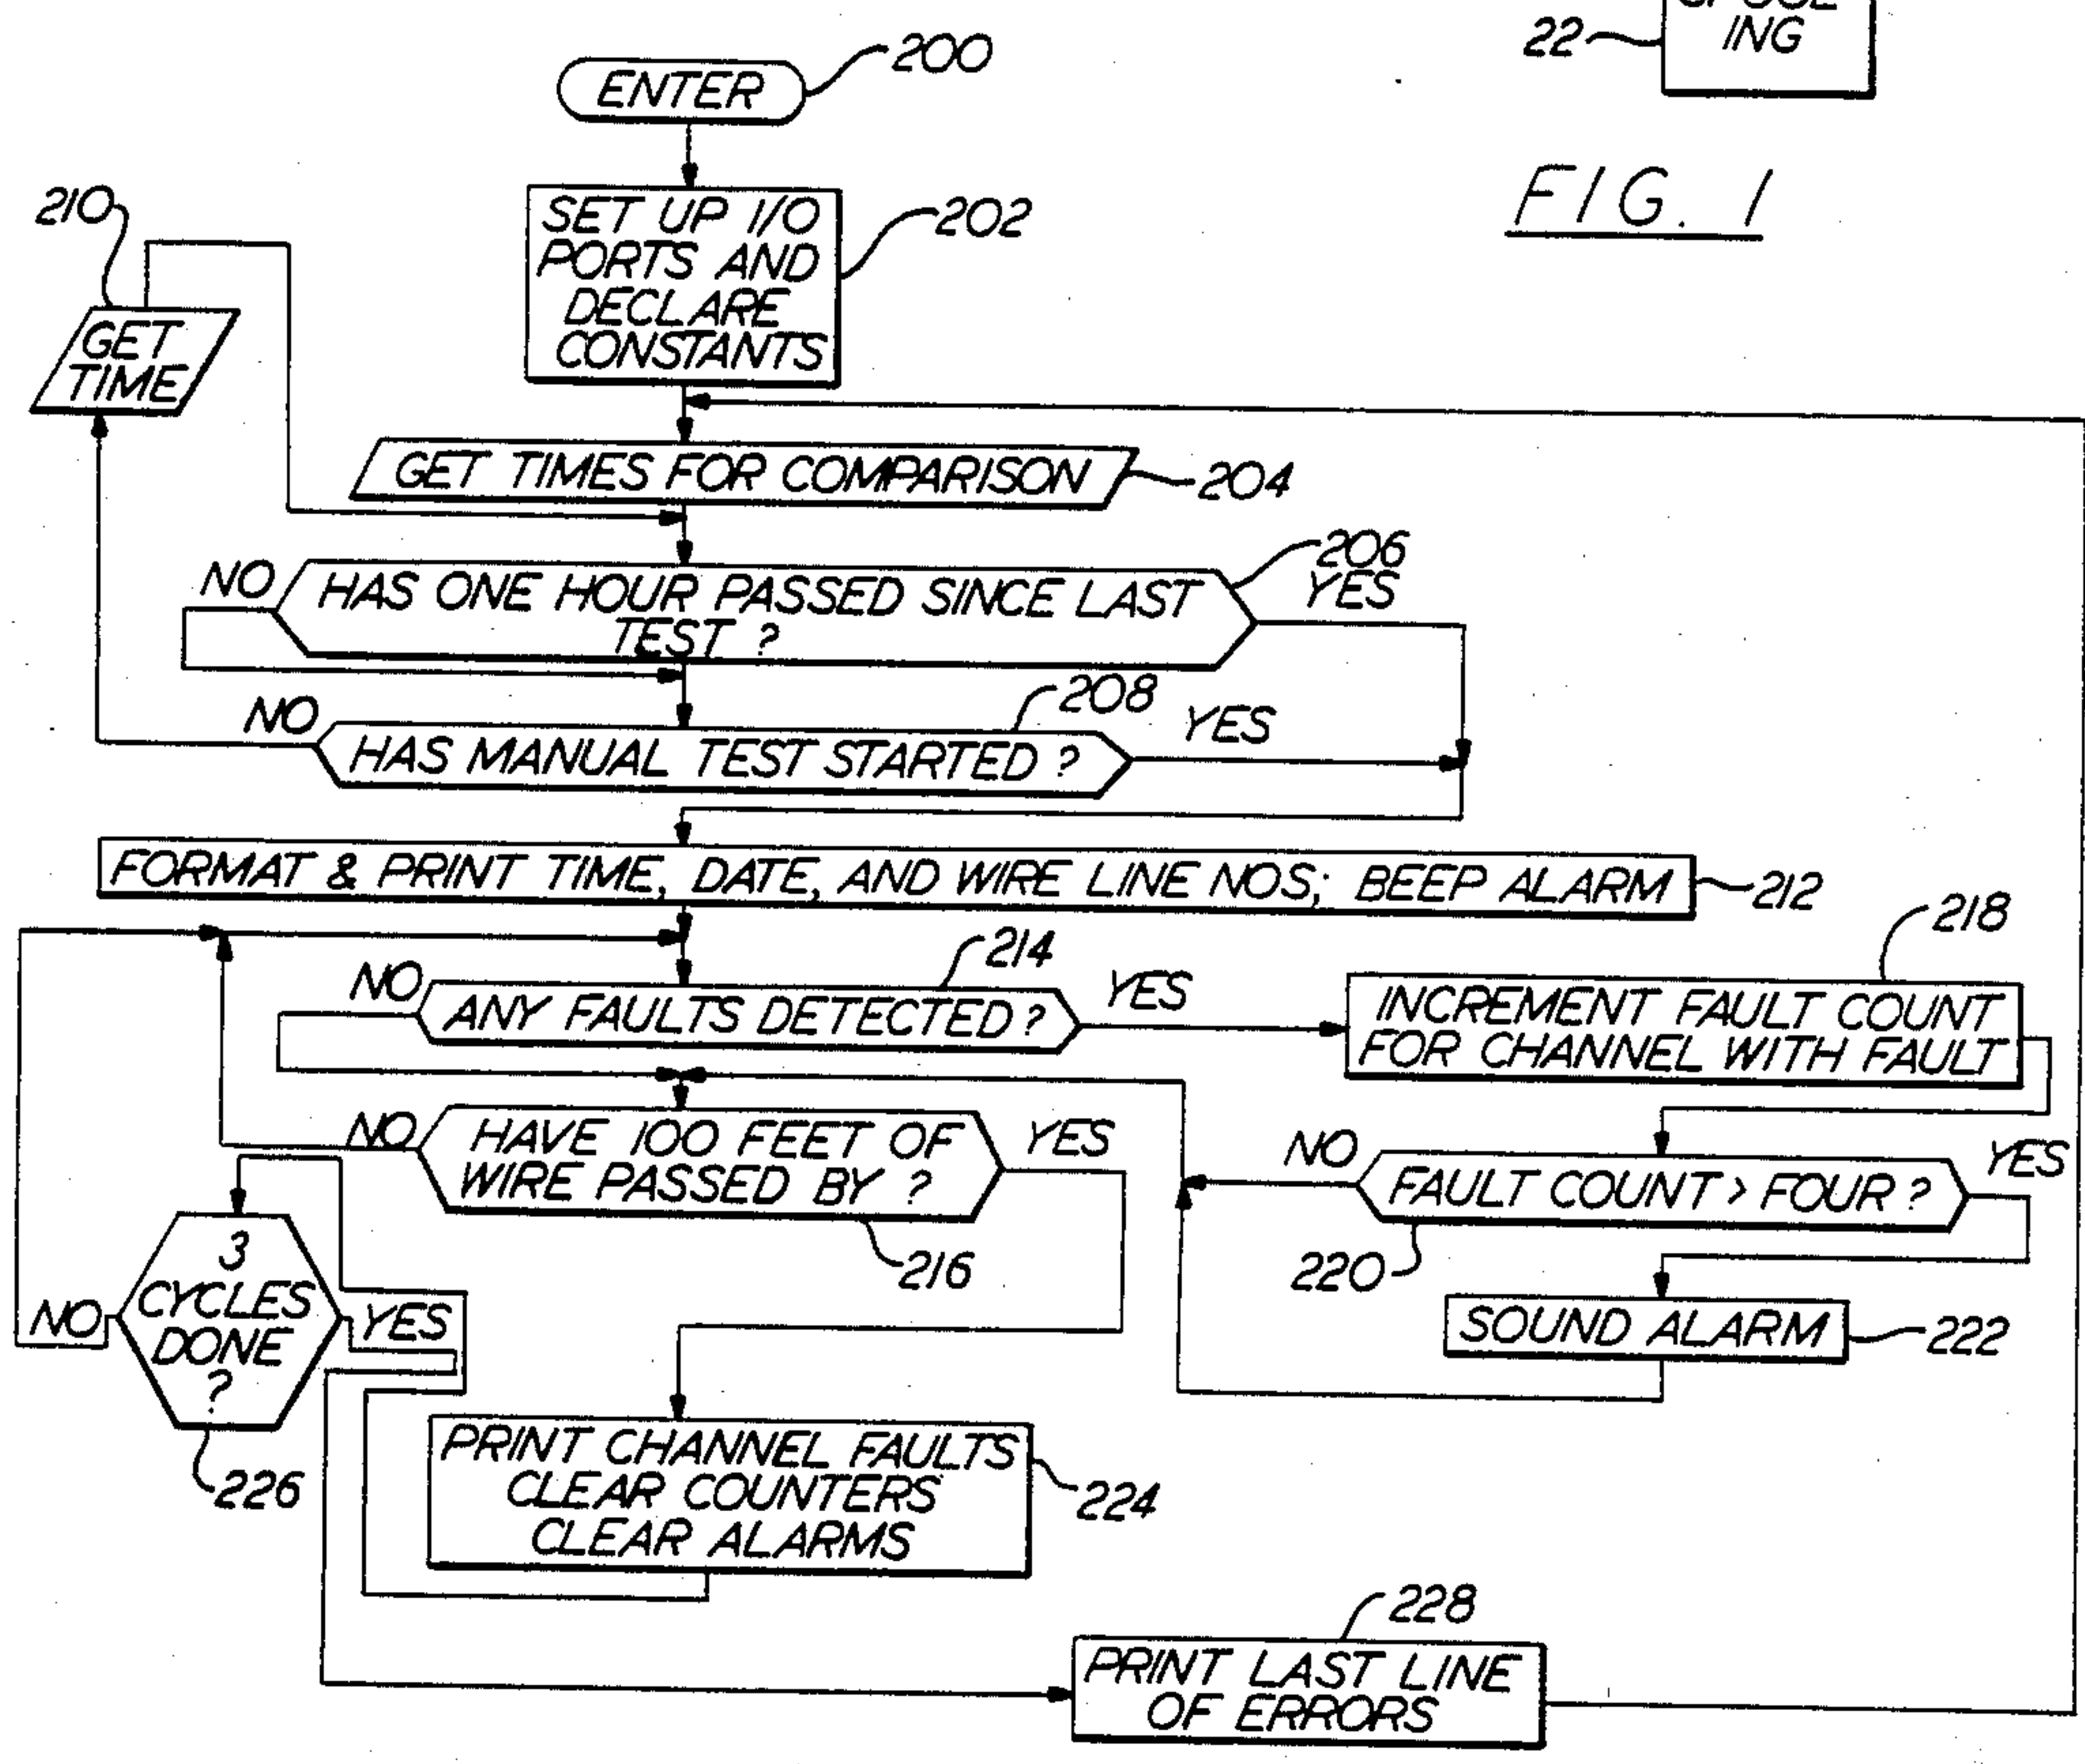 22
ING
FIG. 1
200
ENTER
202
SET UP I/O
PORTS AND
DECLARE
CONSTANTS
210
GET
TIME
GET TIMES FOR COMPARISON
204
206
NO
HAS ONE HOUR PASSED SINCE LAST
TEST ?
YES
208
NO
HAS MANUAL TEST STARTED ?
YES
FORMAT & PRINT TIME, DATE, AND WIRE LINE NOS; BEEP ALARM
212
214
NO
ANY FAULTS DETECTED ?
YES
218
INCREMENT FAULT COUNT
FOR CHANNEL WITH FAULT
NO
HAVE 100 FEET OF
WIRE PASSED BY ?
YES
216
NO
FAULT COUNT > FOUR ?
YES
220
SOUND ALARM
222
3
CYCLES
DONE
?
NO
YES
226
PRINT CHANNEL FAULTS
CLEAR COUNTERS
CLEAR ALARMS
224
228
PRINT LAST LINE
OF ERRORS